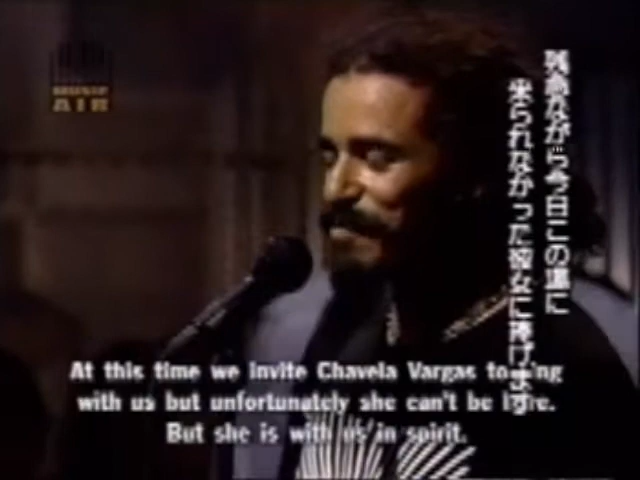 MUSIC
AIR
残念ながら今日この場に
来られなかった彼女に捧げます
At this time we invite Chavela Vargas to
with us but unfortunately she can't be
But she is with us in spirit.